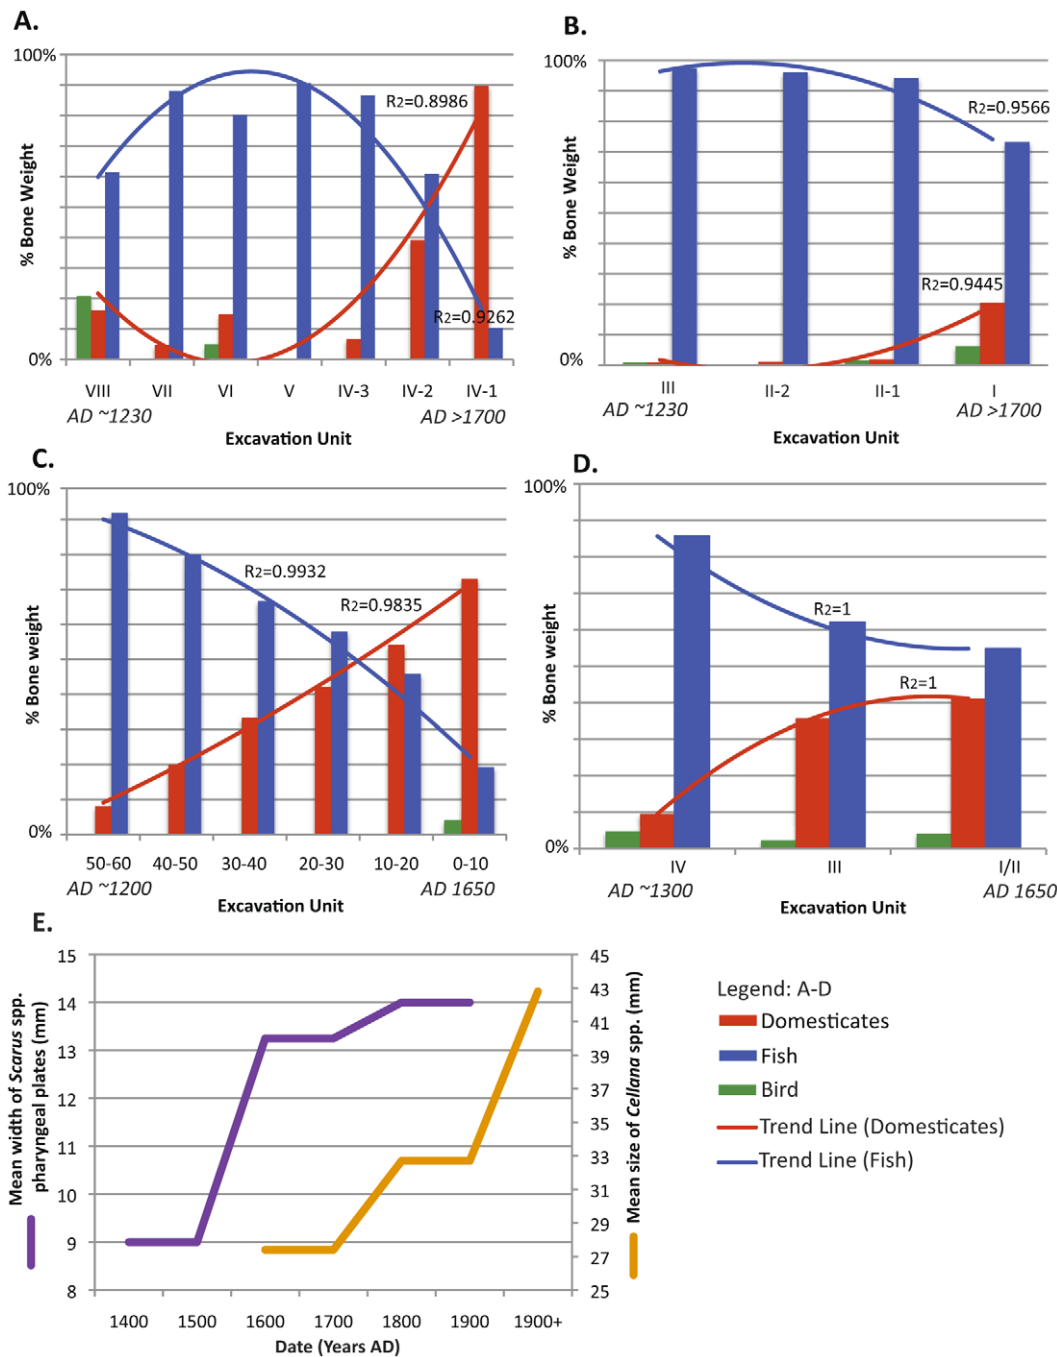 A.
100%
R2=0.8986
% Bone Weight
R2=0.9262
0%
VIII VII VI V IV-3 IV-2 IV-1
AD ~1230 AD >1700
Excavation Unit
B.
100%
R2=0.9566
% Bone Weight
R2=0.9445
0%
III II-2 II-1 I
AD ~1230 AD >1700
Excavation Unit
C.
100%
R2=0.9932
R2=0.9835
% Bone weight
0%
50-60 40-50 30-40 20-30 10-20 0-10
AD ~1200 AD 1650
Excavation Unit
D.
100%
R2=1
R2=1
% Bone weight
0%
IV III I/II
AD ~1300 AD 1650
Excavation Unit
E.
15
14
13
12
11
10
9
8
Mean width of Scarus spp.
pharyngeal plates (mm)
45
43
41
40
37
35
33
31
29
27
25
Mean size of Cellana spp. (mm)
1400 1500 1600 1700 1800 1900 1900+
Date (Years AD)
Legend: A-D
Domesticates
Fish
Bird
Trend Line (Domesticates)
Trend Line (Fish)